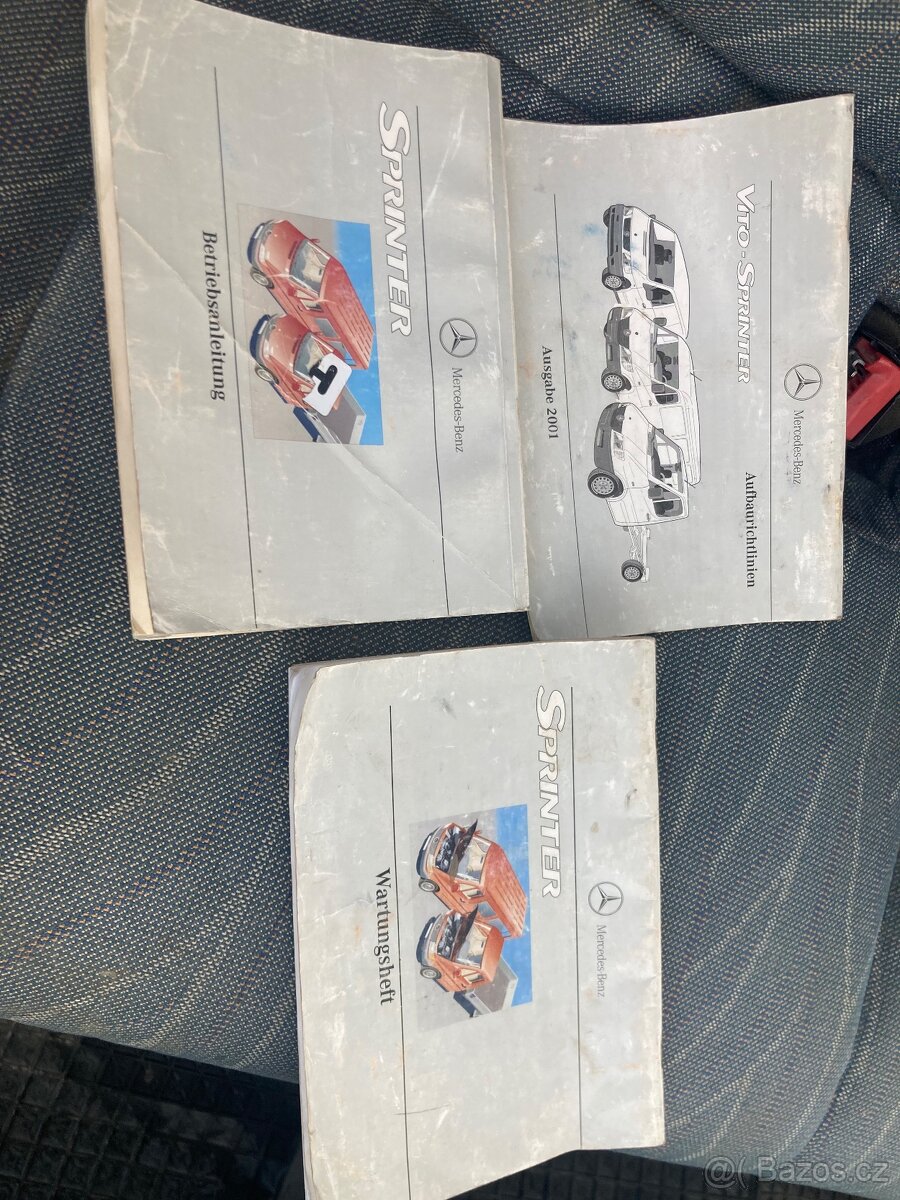 Mercedes-Benz
SPRINTER
Betriebsanleitung
Mercedes-Benz
Aufbaurichtlinien
VITO - SPRINTER
Ausgabe 2001
Mercedes-Benz
SPRINTER
Wartungsheft
@( Bazos.cz